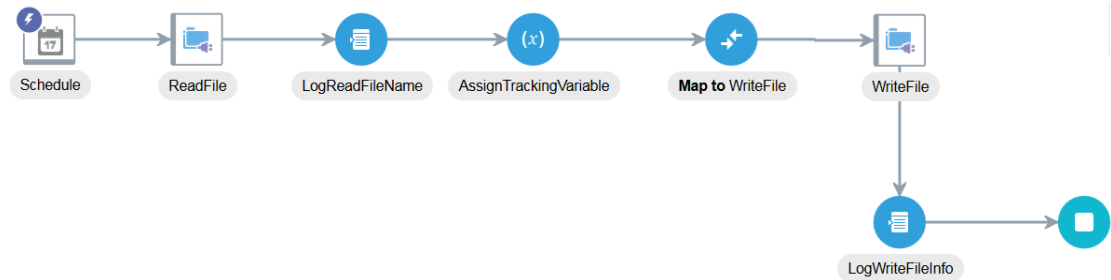 17
Schedule
ReadFile
LogReadFileName
(x)
AssignTrackingVariable
Map to WriteFile
WriteFile
LogWriteFileInfo